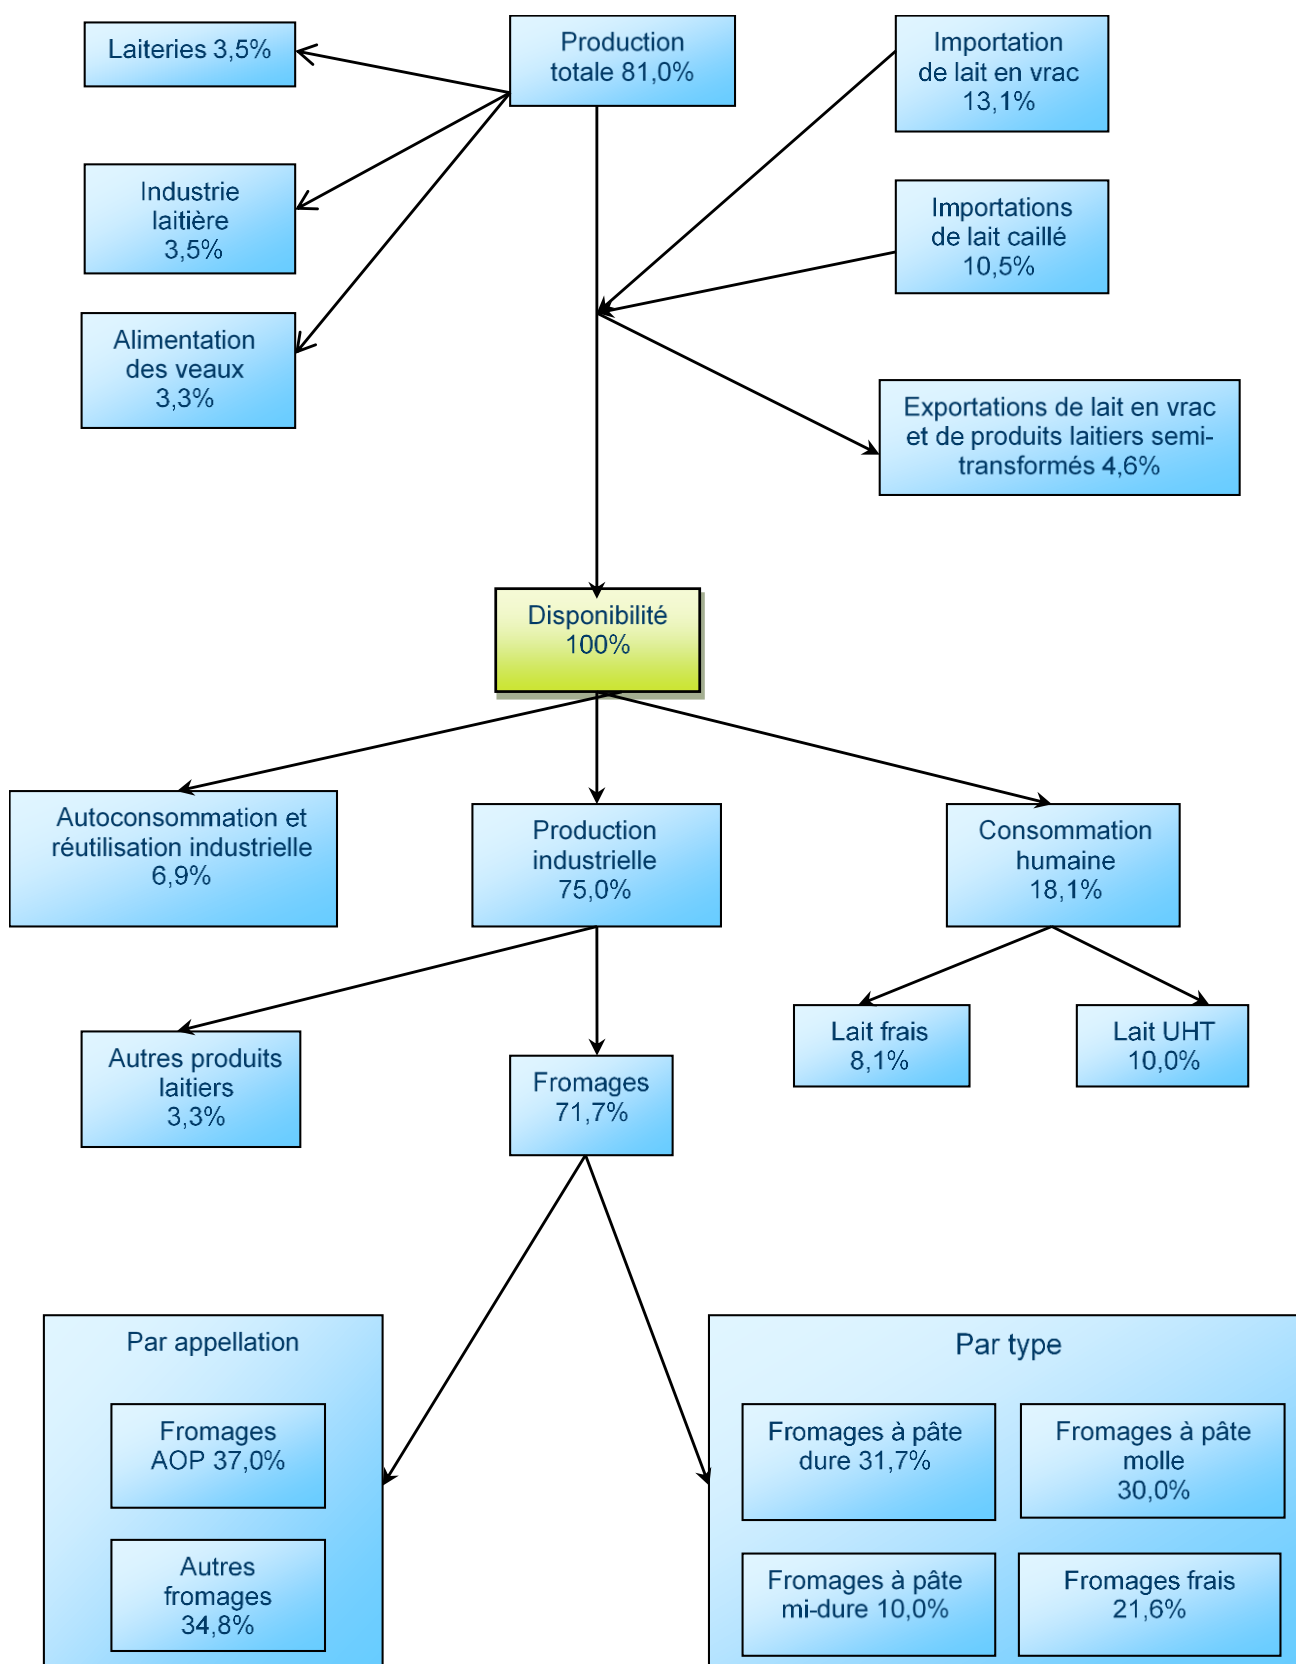 Laiteries 3,5%
Production
totale 81,0%
Importation
de lait en vrac
13,1%
Industrie
laitière
3,5%
Importations
de lait caillé
10,5%
Alimentation
des veaux
3,3%
Exportations de lait en vrac
et de produits laitiers semi-
transformés 4,6%
Disponibilité
100%
Autoconsommation et
réutilisation industrielle
6,9%
Production
industrielle
75,0%
Consommation
humaine
18,1%
Autres produits
laitiers
3,3%
Fromages
71,7%
Lait frais
8,1%
Lait UHT
10,0%
Par appellation
Fromages
AOP 37,0%
Autres
fromages
34,8%
Par type
Fromages à pâte
dure 31,7%
Fromages à pâte
molle
30,0%
Fromages à pâte
mi-dure 10,0%
Fromages frais
21,6%